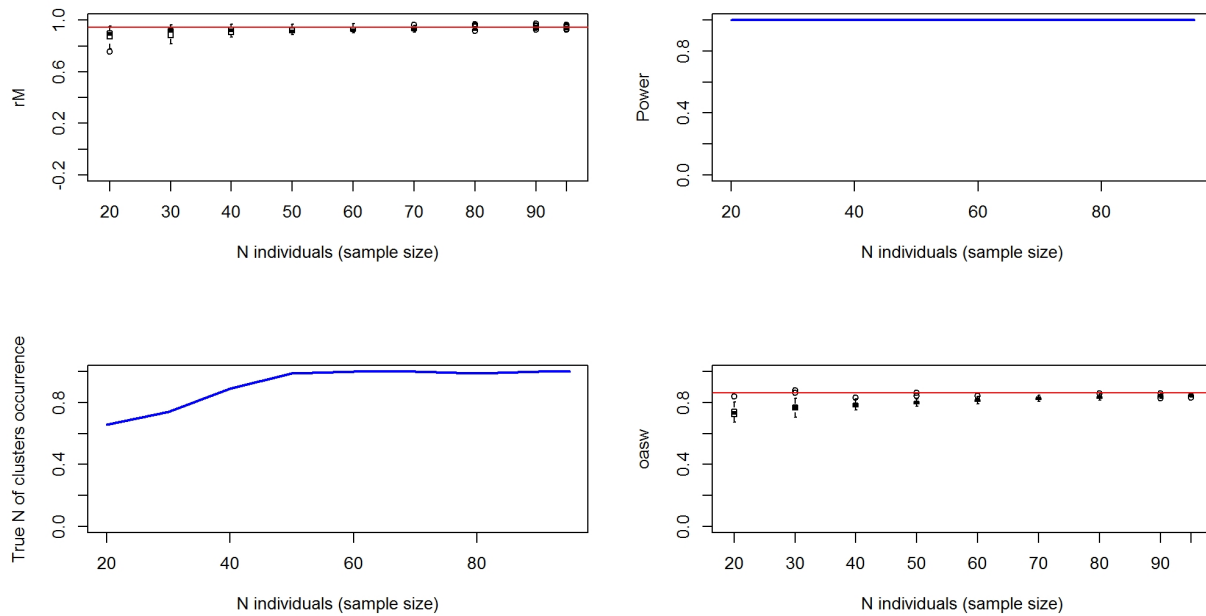 rM
1.0
0.6
0.2
-0.2
20 30 40 50 60 70 80 90
N individuals (sample size)
Power
0.8
0.4
0.0
20 40 60 80
N individuals (sample size)
True N of clusters occurrence
0.8
0.4
0.0
20 40 60 80
N individuals (sample size)
oasw
0.8
0.4
0.0
20 30 40 50 60 70 80 90
N individuals (sample size)